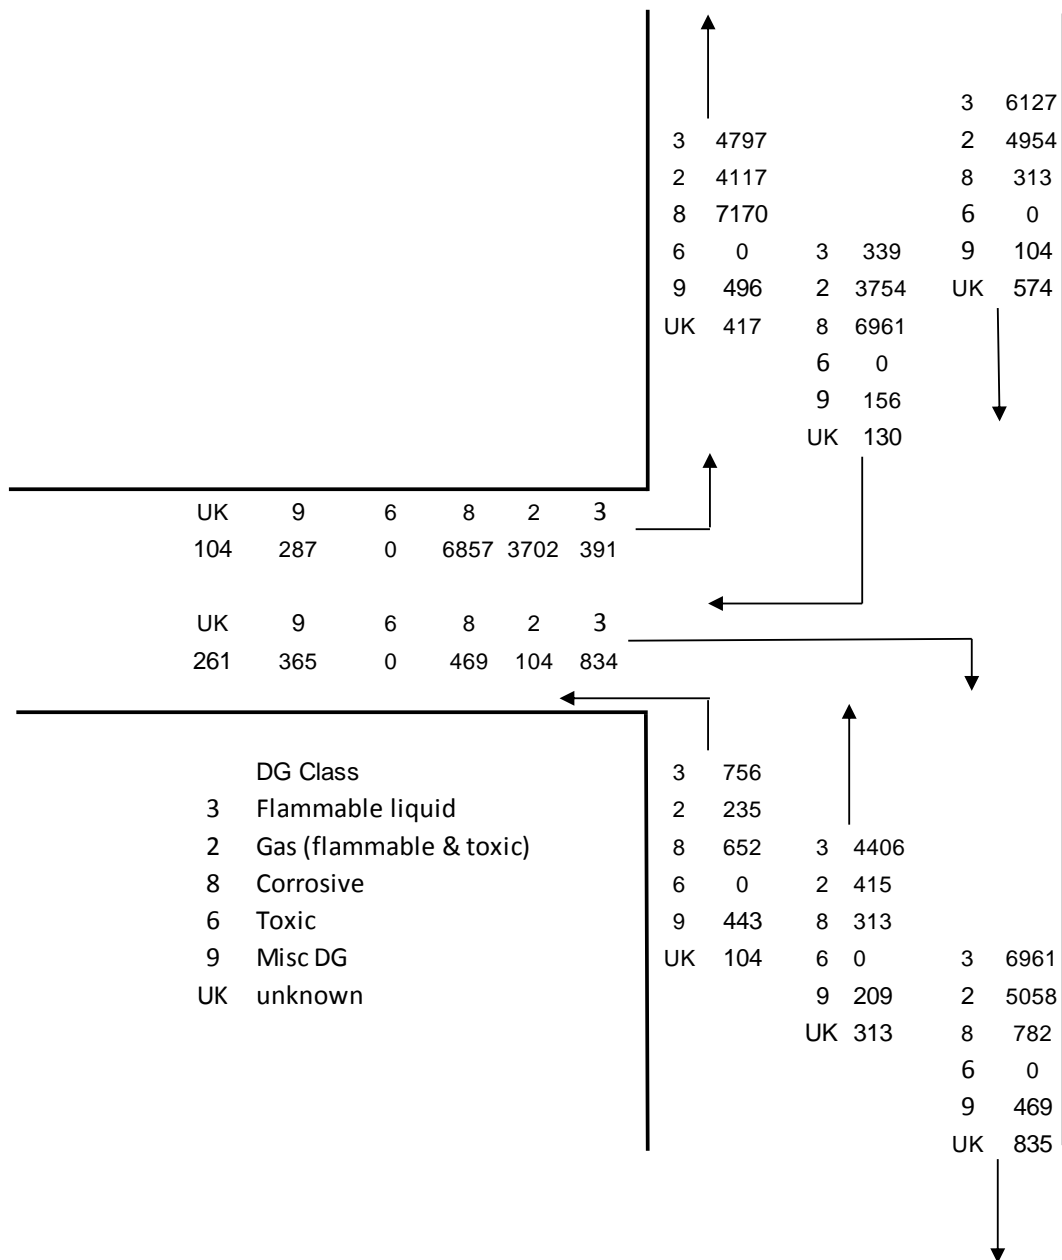 3 6127
3 4797 2 4954
2 4117 8 313
8 7170 6 0
6 0 3 339 9 104
9 496 2 3754 UK 574
UK 417 8 6961
6 0
9 156
UK 130
UK 9 6 8 2 3
104 287 0 6857 3702 391
UK 9 6 8 2 3
261 365 0 469 104 834
DG Class 3 756
3 Flammable liquid 2 235
2 Gas (flammable & toxic) 8 652 3 4406
8 Corrosive 6 0 2 415
6 Toxic 9 443 8 313
9 Misc DG UK 104 6 0 3 6961
UK unknown 9 209 2 5058
UK 313 8 782
6 0
9 469
UK 835